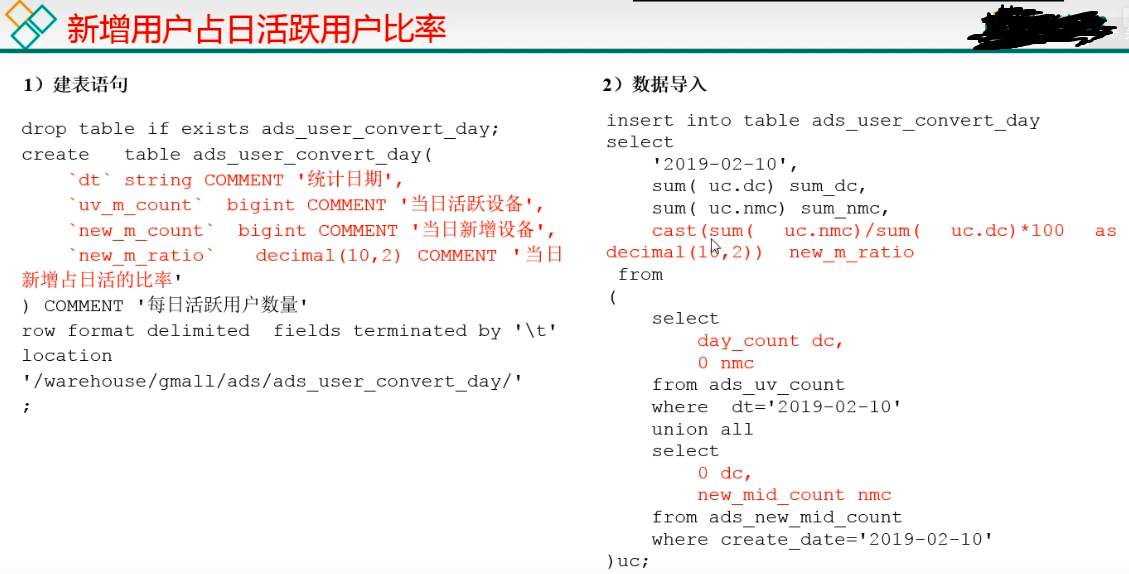 新增用户占日活跃用户比率
1）建表语句
drop table if exists ads_user_convert_day;
create   table ads_user_convert_day(
    `dt` string COMMENT '统计日期',
    `uv_m_count`  bigint COMMENT '当日活跃设备',
    `new_m_count`  bigint COMMENT '当日新增设备',
    `new_m_ratio`   decimal(10,2) COMMENT '当日
新增占日活的比率'
) COMMENT '每日活跃用户数量'
row format delimited  fields terminated by '\t'
location
'/warehouse/gmall/ads/ads_user_convert_day/'
;
2）数据导入
insert into table ads_user_convert_day
select
    '2019-02-10',
    sum( uc.dc) sum_dc,
    sum( uc.nmc) sum_nmc,
    cast(sum(  uc.nmc)/sum(  uc.dc)*100  as
decimal(10,2))  new_m_ratio
 from
(
    select
        day_count dc,
        0 nmc
    from ads_uv_count
    where  dt='2019-02-10'
    union all
    select
        0 dc,
        new_mid_count nmc
    from ads_new_mid_count
    where create_date='2019-02-10'
)uc;